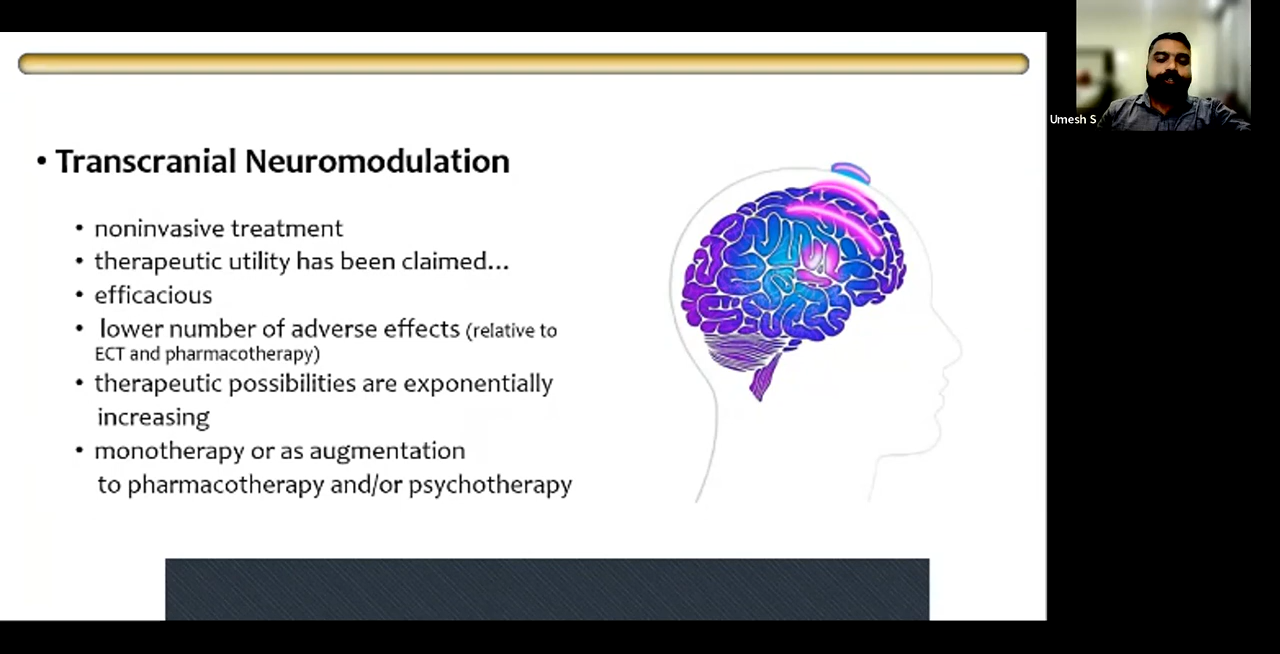 • Transcranial Neuromodulation
• noninvasive treatment
• therapeutic utility has been claimed...
• efficacious
• lower number of adverse effects (relative to
ECT and pharmacotherapy)
• therapeutic possibilities are exponentially
increasing
• monotherapy or as augmentation
to pharmacotherapy and/or psychotherapy
Umesh S